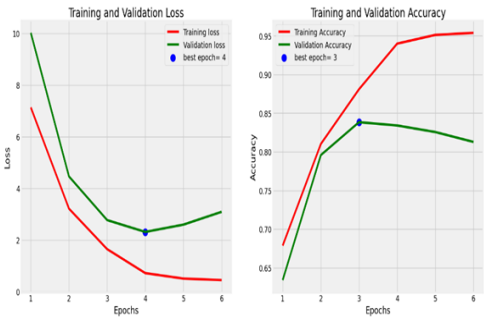 Training and Validation Loss
10
8
6
4
2
0
Loss
Training loss
Validation loss
best epoch= 4
1 2 3 4 5 6
Epochs
Training and Validation Accuracy
0.95
0.90
0.85
0.80
0.75
0.70
0.65
Accuracy
Training Accuracy
Validation Accuracy
best epoch= 3
1 2 3 4 5 6
Epochs